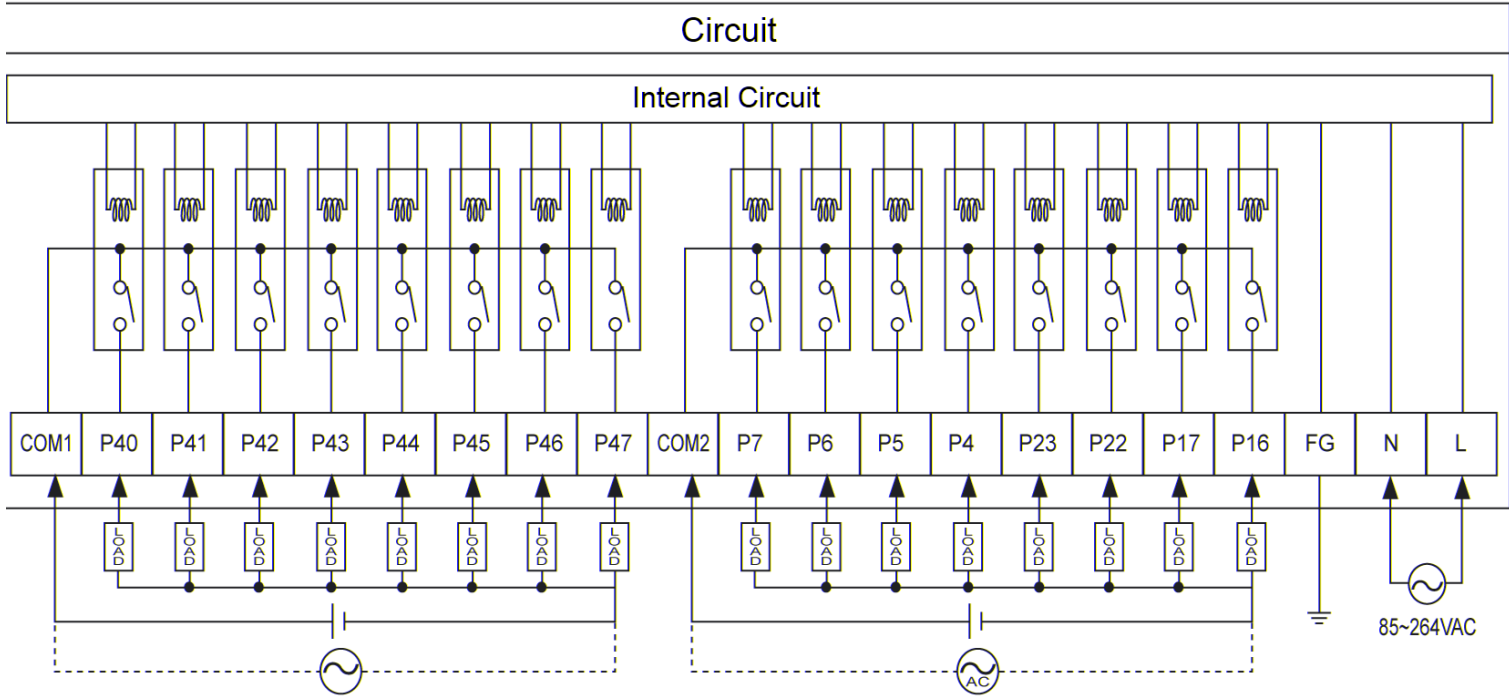 Circuit
Internal Circuit
COM1 P40 P41 P42 P43 P44 P45 P46 P47 COM2 P7 P6 P5 P4 P23 P22 P17 P16 FG N L
LOAD LOAD LOAD LOAD LOAD LOAD LOAD LOAD LOAD LOAD LOAD LOAD LOAD LOAD LOAD LOAD
85~264VAC
AC